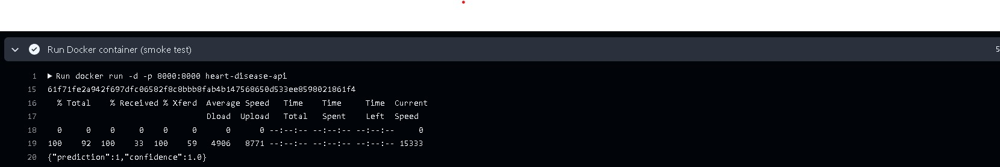 Run Docker container (smoke test)
5
1 ▶ Run docker run -d -p 8000:8000 heart-disease-api
15 61f71fe2a942f697dfc06582f8c8bbb8fab4b147568650d533ee8598021861f4
16 % Total % Received % Xferd Average Speed Time Time Time Current
17 Dload Upload Total Spent Left Speed
18 0 0 0 0 0 0 0 0 --:--:-- --:--:-- --:--:-- 0
19 100 92 100 33 100 59 4906 8771 --:--:-- --:--:-- --:--:-- 15333
20 {"prediction":1,"confidence":1.0}